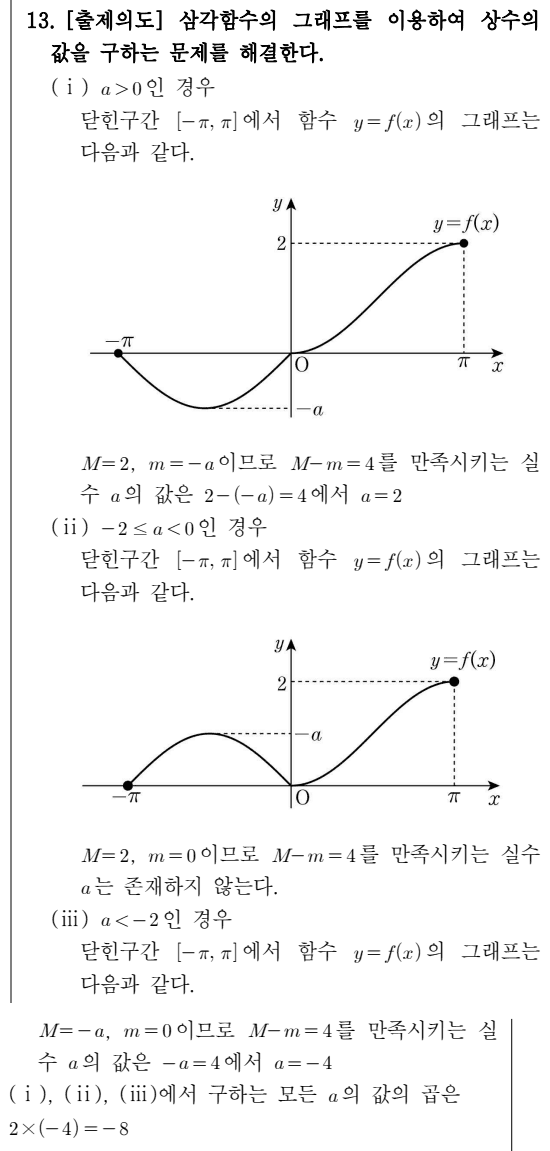 13. [출제의도] 삼각함수의 그래프를 이용하여 상수의
값을 구하는 문제를 해결한다.
(ⅰ) a>0인 경우
닫힌구간 [-π, π]에서 함수 y=f(x)의 그래프는
다음과 같다.
y
y=f(x)
2
-π
O
π
x
-a
M=2, m=-a이므로 M-m=4를 만족시키는 실
수 a의 값은 2-(-a)=4에서 a=2
(ⅱ) -2≤a<0인 경우
닫힌구간 [-π, π]에서 함수 y=f(x)의 그래프는
다음과 같다.
y
y=f(x)
2
-a
-π
O
π
x
M=2, m=0이므로 M-m=4를 만족시키는 실수
a는 존재하지 않는다.
(ⅲ) a<-2인 경우
닫힌구간 [-π, π]에서 함수 y=f(x)의 그래프는
다음과 같다.
M=-a, m=0이므로 M-m=4를 만족시키는 실
수 a의 값은 -a=4에서 a=-4
(ⅰ), (ⅱ), (ⅲ)에서 구하는 모든 a의 값의 곱은
2×(-4)=-8